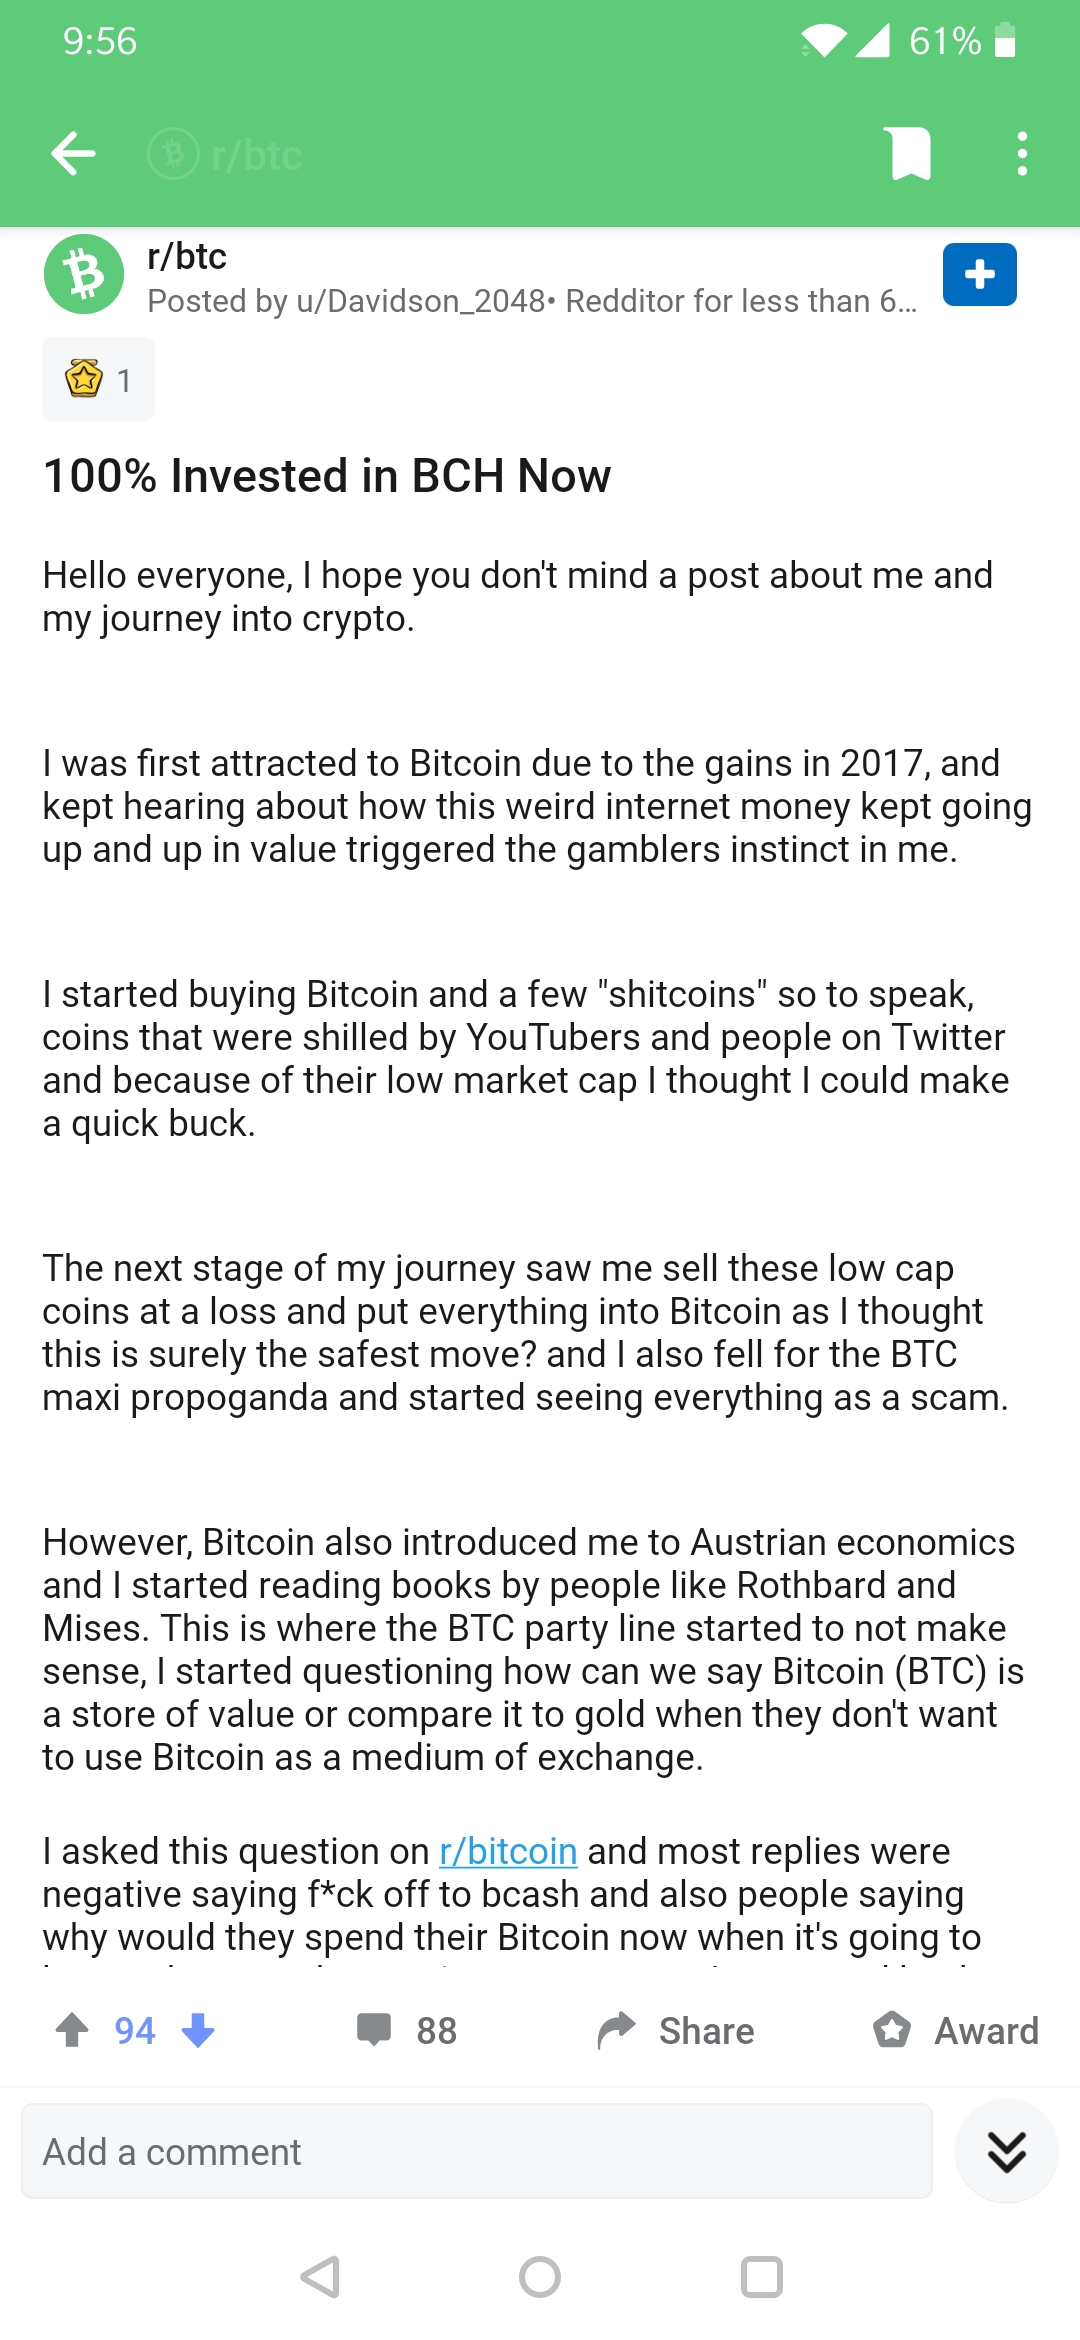 9:56
61%
r/btc
r/btc
Posted by u/Davidson_2048• Redditor for less than 6...
1
100% Invested in BCH Now
Hello everyone, I hope you don't mind a post about me and
my journey into crypto.
I was first attracted to Bitcoin due to the gains in 2017, and
kept hearing about how this weird internet money kept going
up and up in value triggered the gamblers instinct in me.
I started buying Bitcoin and a few "shitcoins" so to speak,
coins that were shilled by YouTubers and people on Twitter
and because of their low market cap I thought I could make
a quick buck.
The next stage of my journey saw me sell these low cap
coins at a loss and put everything into Bitcoin as I thought
this is surely the safest move? and I also fell for the BTC
maxi propoganda and started seeing everything as a scam.
However, Bitcoin also introduced me to Austrian economics
and I started reading books by people like Rothbard and
Mises. This is where the BTC party line started to not make
sense, I started questioning how can we say Bitcoin (BTC) is
a store of value or compare it to gold when they don't want
to use Bitcoin as a medium of exchange.
I asked this question on r/bitcoin and most replies were
negative saying f*ck off to bcash and also people saying
why would they spend their Bitcoin now when it's going to
94
88
Share
Award
Add a comment